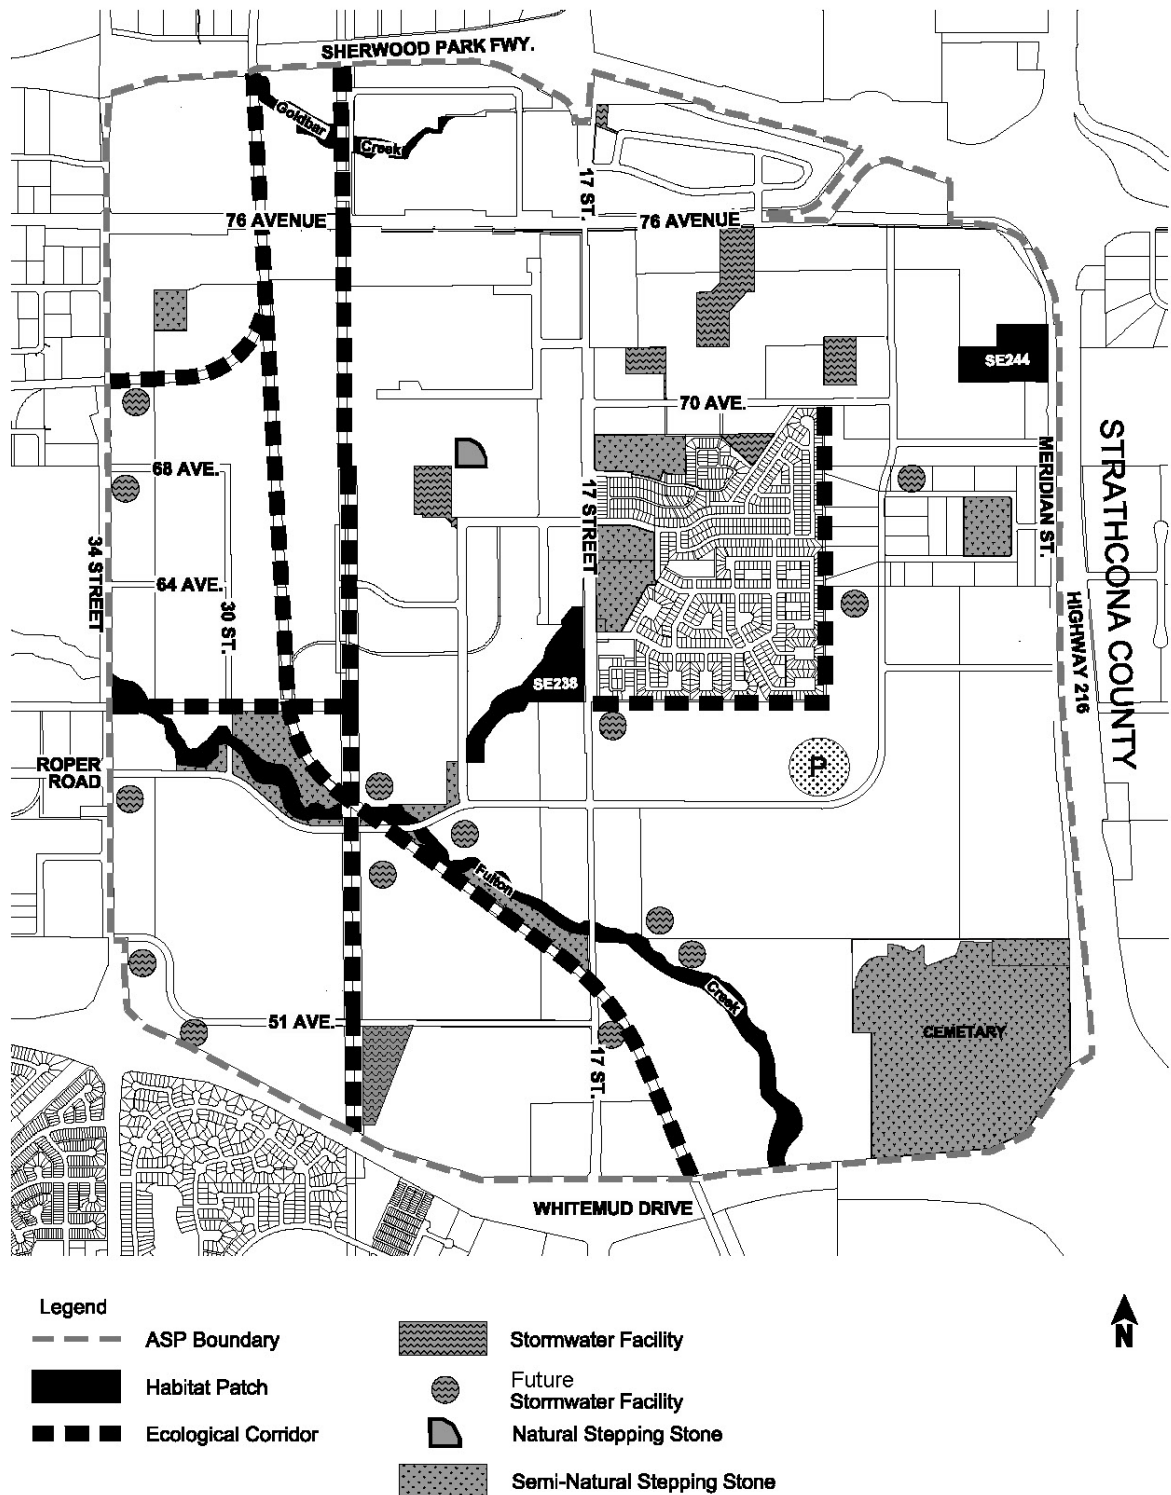 SHERWOOD PARK FWY.
Goldbar
Creek
17 ST.
76 AVENUE
76 AVENUE
SE244
70 AVE.
STRATHCONA COUNTY
MERIDIAN ST.
68 AVE.
17 STREET
34 STREET
64 AVE.
30 ST.
HIGHWAY 216
SE238
ROPER
ROAD
P
Fulton
Creek
51 AVE.
CEMETARY
17 ST.
WHITEMUD DRIVE
Legend
ASP Boundary
Habitat Patch
Ecological Corridor
Stormwater Facility
Future
Stormwater Facility
Natural Stepping Stone
Semi-Natural Stepping Stone
N